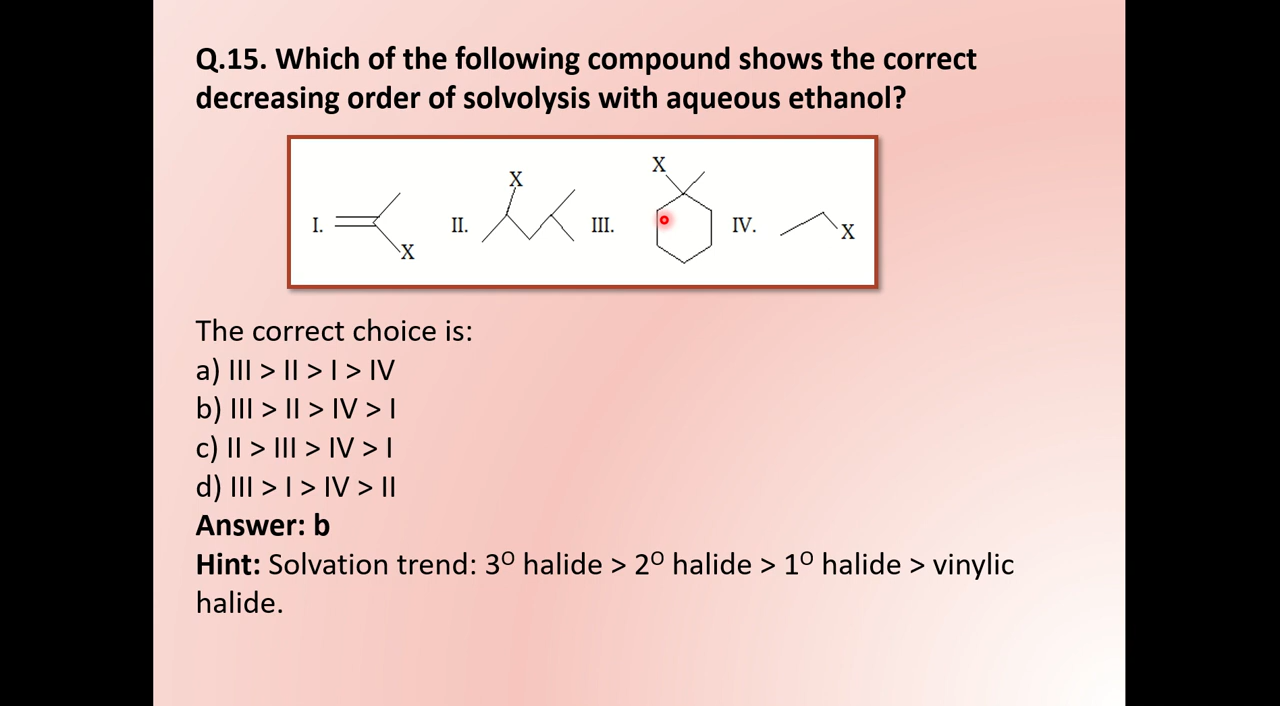 Q.15. Which of the following compound shows the correct
decreasing order of solvolysis with aqueous ethanol?
X
X
I.
II.
III.
IV.
X
X
The correct choice is:
a) III > II > I > IV
b) III > II > IV > I
c) II > III > IV > I
d) III > I > IV > II
Answer: b
Hint: Solvation trend: 3ᴼ halide > 2ᴼ halide > 1ᴼ halide > vinylic
halide.